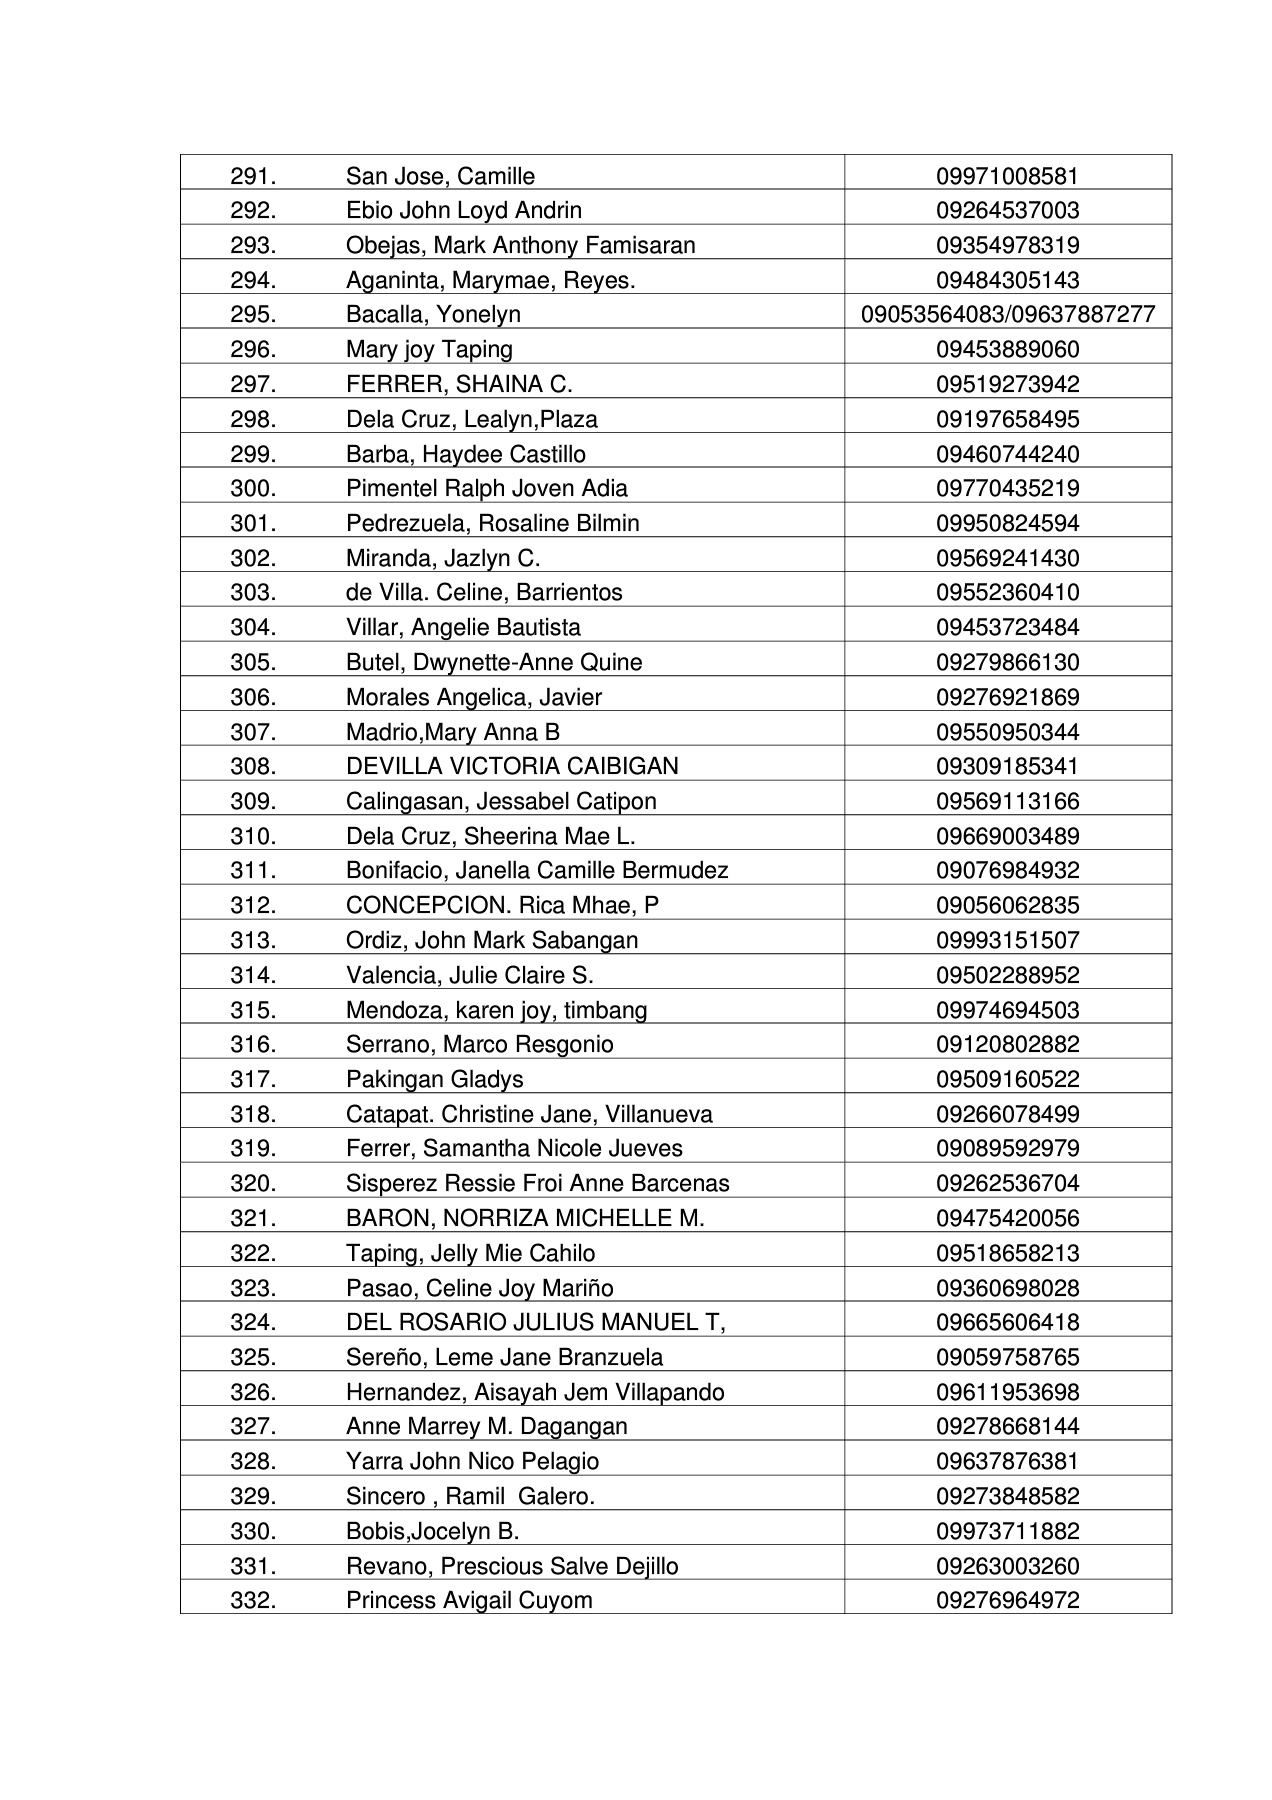 291. San Jose, Camille 09971008581
292. Ebio John Loyd Andrin 09264537003
293. Obejas, Mark Anthony Famisaran 09354978319
294. Aganinta, Marymae, Reyes. 09484305143
295. Bacalla, Yonelyn 09053564083/09637887277
296. Mary joy Taping 09453889060
297. FERRER, SHAINA C. 09519273942
298. Dela Cruz, Lealyn,Plaza 09197658495
299. Barba, Haydee Castillo 09460744240
300. Pimentel Ralph Joven Adia 09770435219
301. Pedrezuela, Rosaline Bilmin 09950824594
302. Miranda, Jazlyn C. 09569241430
303. de Villa. Celine, Barrientos 09552360410
304. Villar, Angelie Bautista 09453723484
305. Butel, Dwynette-Anne Quine 09279866130
306. Morales Angelica, Javier 09276921869
307. Madrio,Mary Anna B 09550950344
308. DEVILLA VICTORIA CAIBIGAN 09309185341
309. Calingasan, Jessabel Catipon 09569113166
310. Dela Cruz, Sheerina Mae L. 09669003489
311. Bonifacio, Janella Camille Bermudez 09076984932
312. CONCEPCION. Rica Mhae, P 09056062835
313. Ordiz, John Mark Sabangan 09993151507
314. Valencia, Julie Claire S. 09502288952
315. Mendoza, karen joy, timbang 09974694503
316. Serrano, Marco Resgonio 09120802882
317. Pakingan Gladys 09509160522
318. Catapat. Christine Jane, Villanueva 09266078499
319. Ferrer, Samantha Nicole Jueves 09089592979
320. Sisperez Ressie Froi Anne Barcenas 09262536704
321. BARON, NORRIZA MICHELLE M. 09475420056
322. Taping, Jelly Mie Cahilo 09518658213
323. Pasao, Celine Joy Mariño 09360698028
324. DEL ROSARIO JULIUS MANUEL T, 09665606418
325. Sereño, Leme Jane Branzuela 09059758765
326. Hernandez, Aisayah Jem Villapando 09611953698
327. Anne Marrey M. Dagangan 09278668144
328. Yarra John Nico Pelagio 09637876381
329. Sincero , Ramil  Galero. 09273848582
330. Bobis,Jocelyn B. 09973711882
331. Revano, Prescious Salve Dejillo 09263003260
332. Princess Avigail Cuyom 09276964972